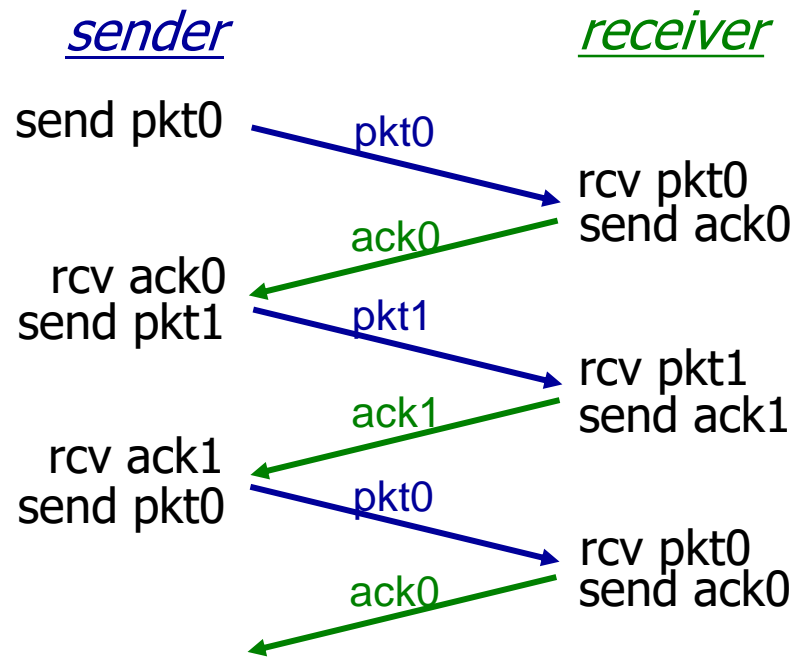 sender
receiver
send pkt0
pkt0
rcv pkt0
send ack0
ack0
rcv ack0
send pkt1
pkt1
rcv pkt1
send ack1
ack1
rcv ack1
send pkt0
pkt0
rcv pkt0
send ack0
ack0